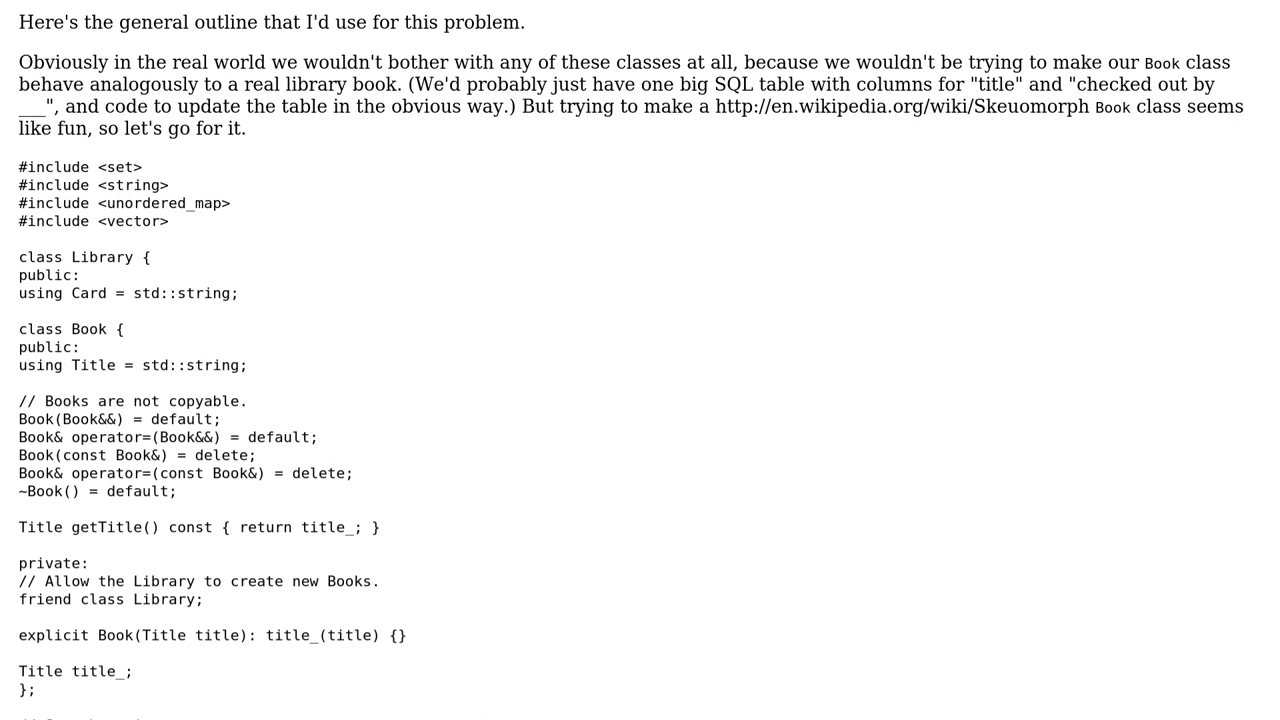 Here's the general outline that I'd use for this problem.
Obviously in the real world we wouldn't bother with any of these classes at all, because we wouldn't be trying to make our Book class
behave analogously to a real library book. (We'd probably just have one big SQL table with columns for "title" and "checked out by
___", and code to update the table in the obvious way.) But trying to make a http://en.wikipedia.org/wiki/Skeuomorph Book class seems
like fun, so let's go for it.
#include <set>
#include <string>
#include <unordered_map>
#include <vector>
class Library {
public:
using Card = std::string;
class Book {
public:
using Title = std::string;
// Books are not copyable.
Book(Book&&) = default;
Book& operator=(Book&&) = default;
Book(const Book&) = delete;
Book& operator=(const Book&) = delete;
~Book() = default;
Title getTitle() const { return title_; }
private:
// Allow the Library to create new Books.
friend class Library;
explicit Book(Title title): title_(title) {}
Title title_;
};